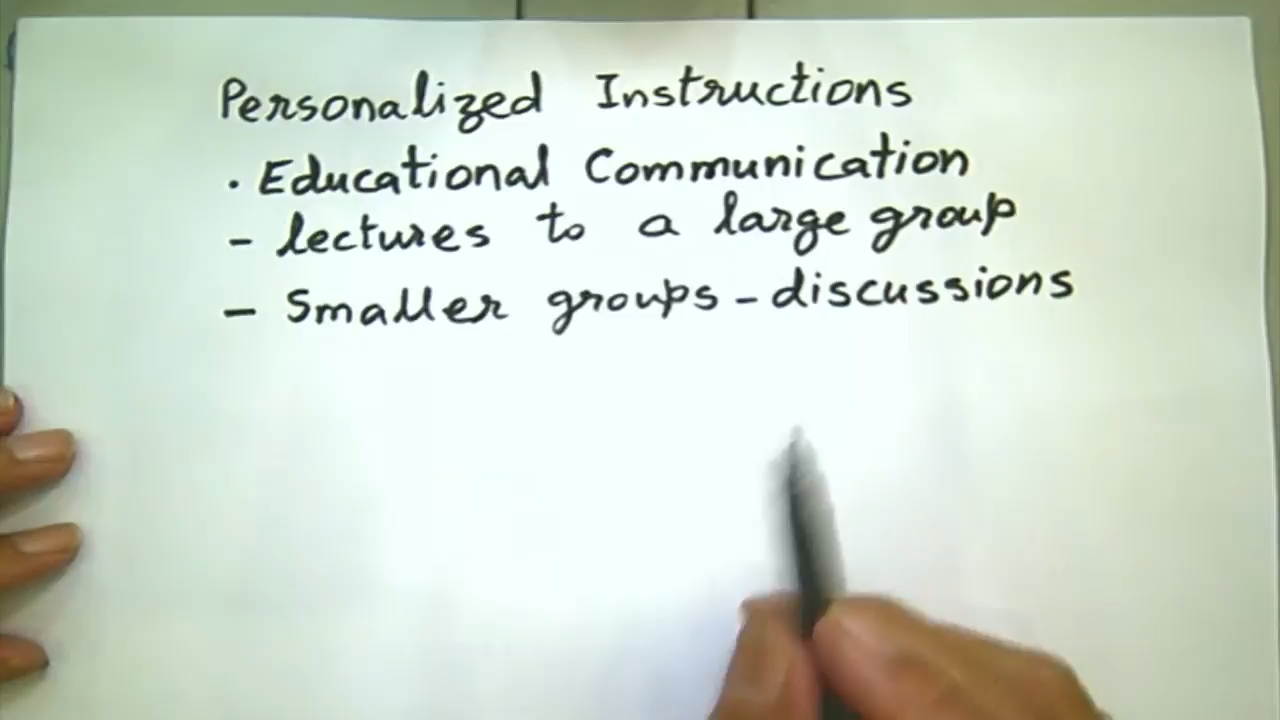 Personalized Instructions
. Educational Communication
- lectures to a large group
- Smaller groups - discussions